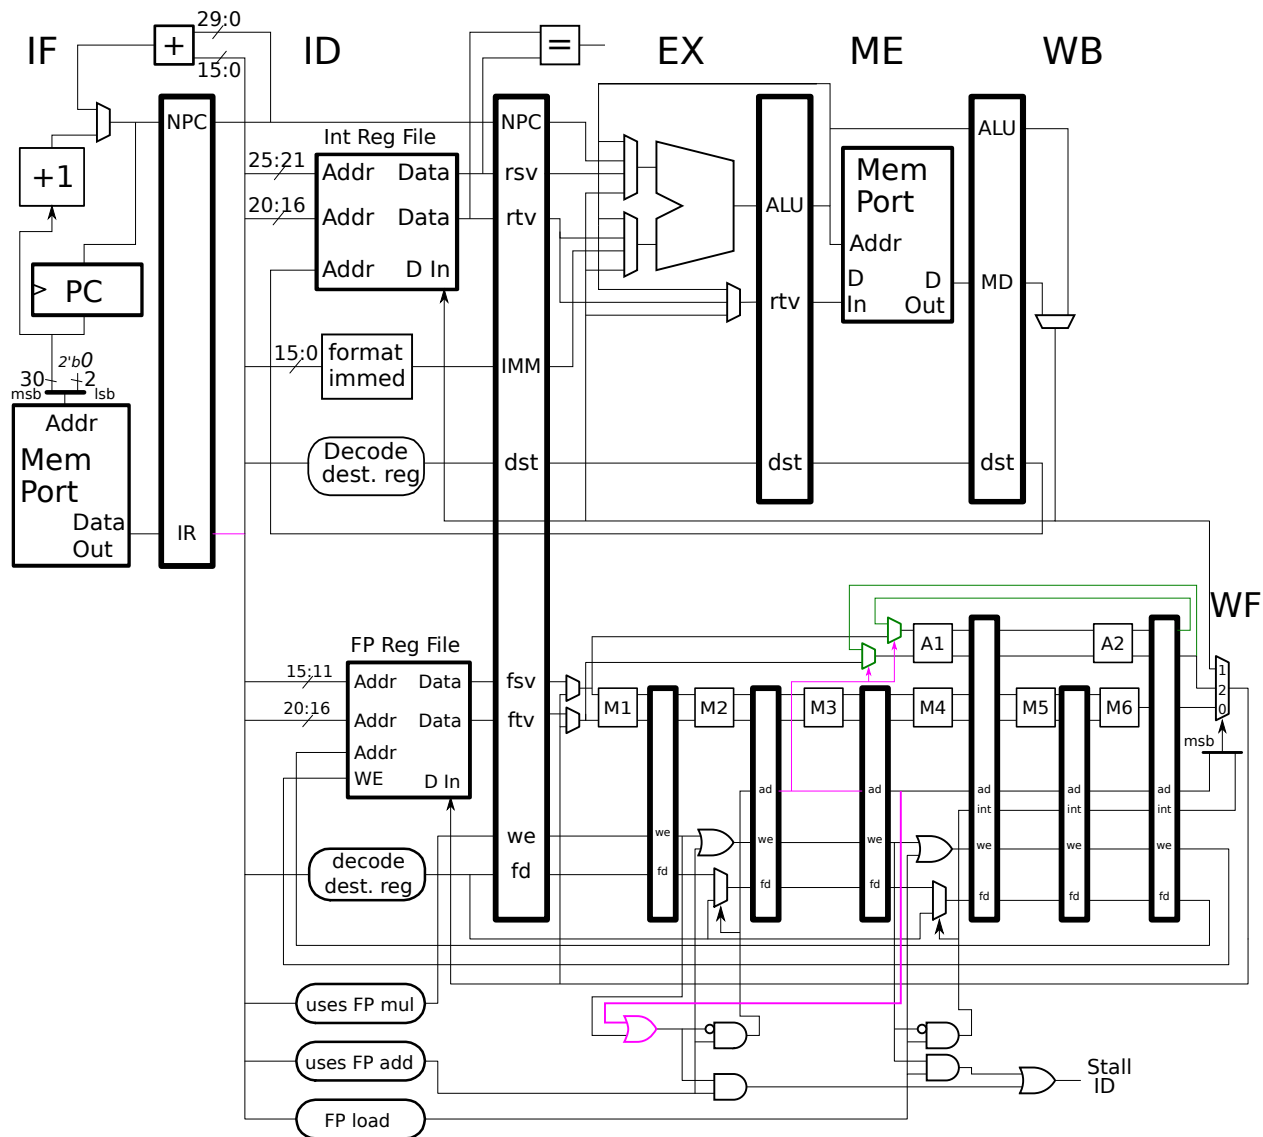 IF
ID
EX
ME
WB
29:0
15:0
+
=
NPC
NPC
ALU
+1
25:21
20:16
Int Reg File
Addr
Data
Addr
Data
Addr
D In
rsv
rtv
ALU
rtv
Mem
Port
Addr
D
In
D
Out
MD
PC
2'b0
30
2
msb
lsb
15:0
format
immed
IMM
Addr
Mem
Port
Data
Out
IR
Decode
dest. reg
dst
dst
dst
WF
FP Reg File
15:11
20:16
Addr
Data
Addr
Data
Addr
WE
D In
fsv
ftv
we
fd
M1
M2
M3
M4
M5
M6
A1
A2
1
2
0
msb
we
fd
ad
we
fd
ad
we
fd
ad
int
we
fd
ad
int
we
fd
ad
int
we
fd
decode
dest. reg
uses FP mul
uses FP add
FP load
Stall
ID